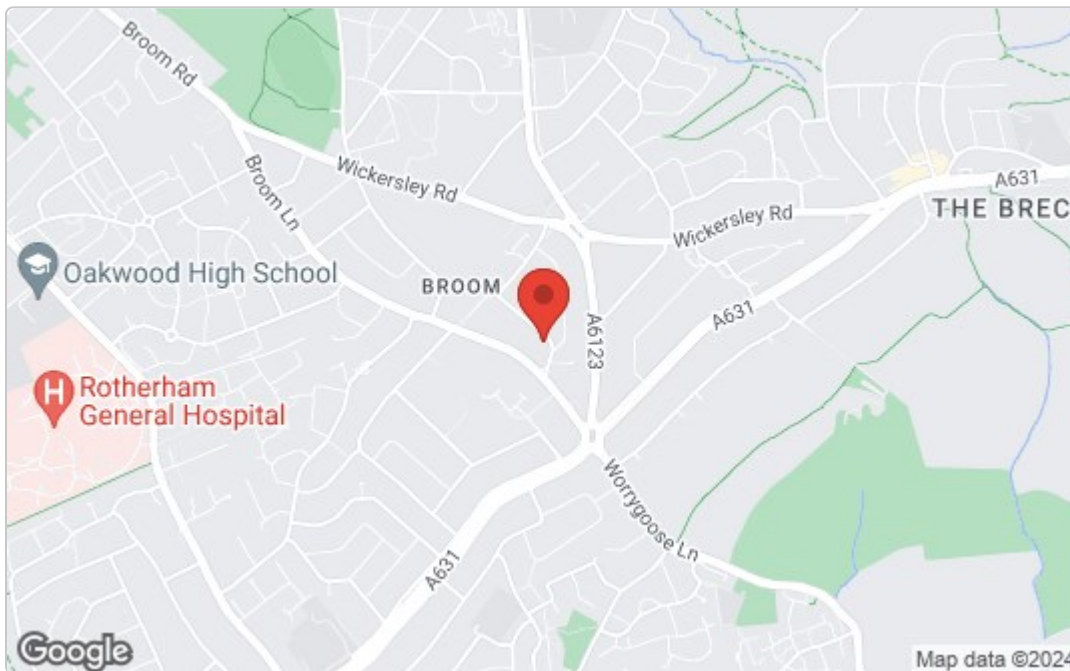 Broom Rd
Wickersley Rd
Broom Ln
A631
Wickersley Rd
THE BREC
Oakwood High School
BROOM
A6123
A631
H
Rotherham
General Hospital
Worrygoose Ln
A631
Google
Map data ©2024